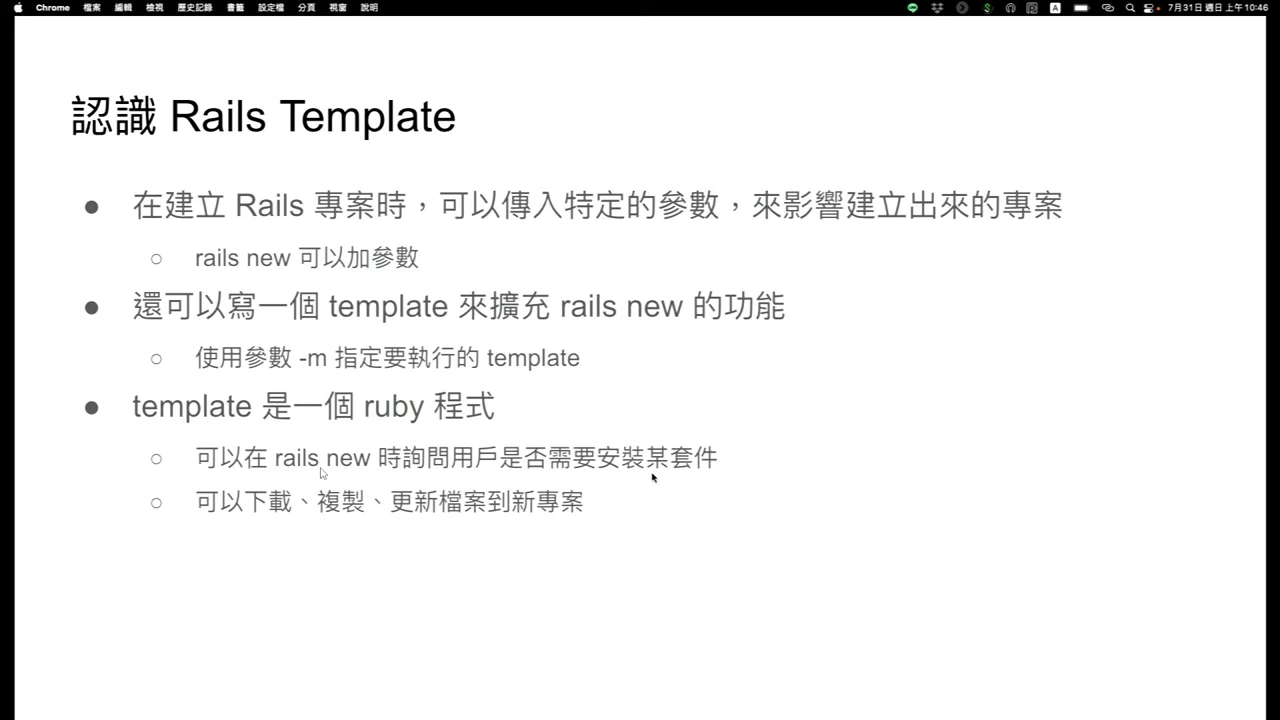 Chrome 檔案 編輯 檢視 歷史記錄 書籤 設定檔 分頁 視窗 說明 A 7月31日 週日 上午10:46
認識 Rails Template
● 在建立 Rails 專案時，可以傳入特定的參數，來影響建立出來的專案
○ rails new 可以加參數
● 還可以寫一個 template 來擴充 rails new 的功能
○ 使用參數 -m 指定要執行的 template
● template 是一個 ruby 程式
○ 可以在 rails new 時詢問用戶是否需要安裝某套件
○ 可以下載、複製、更新檔案到新專案